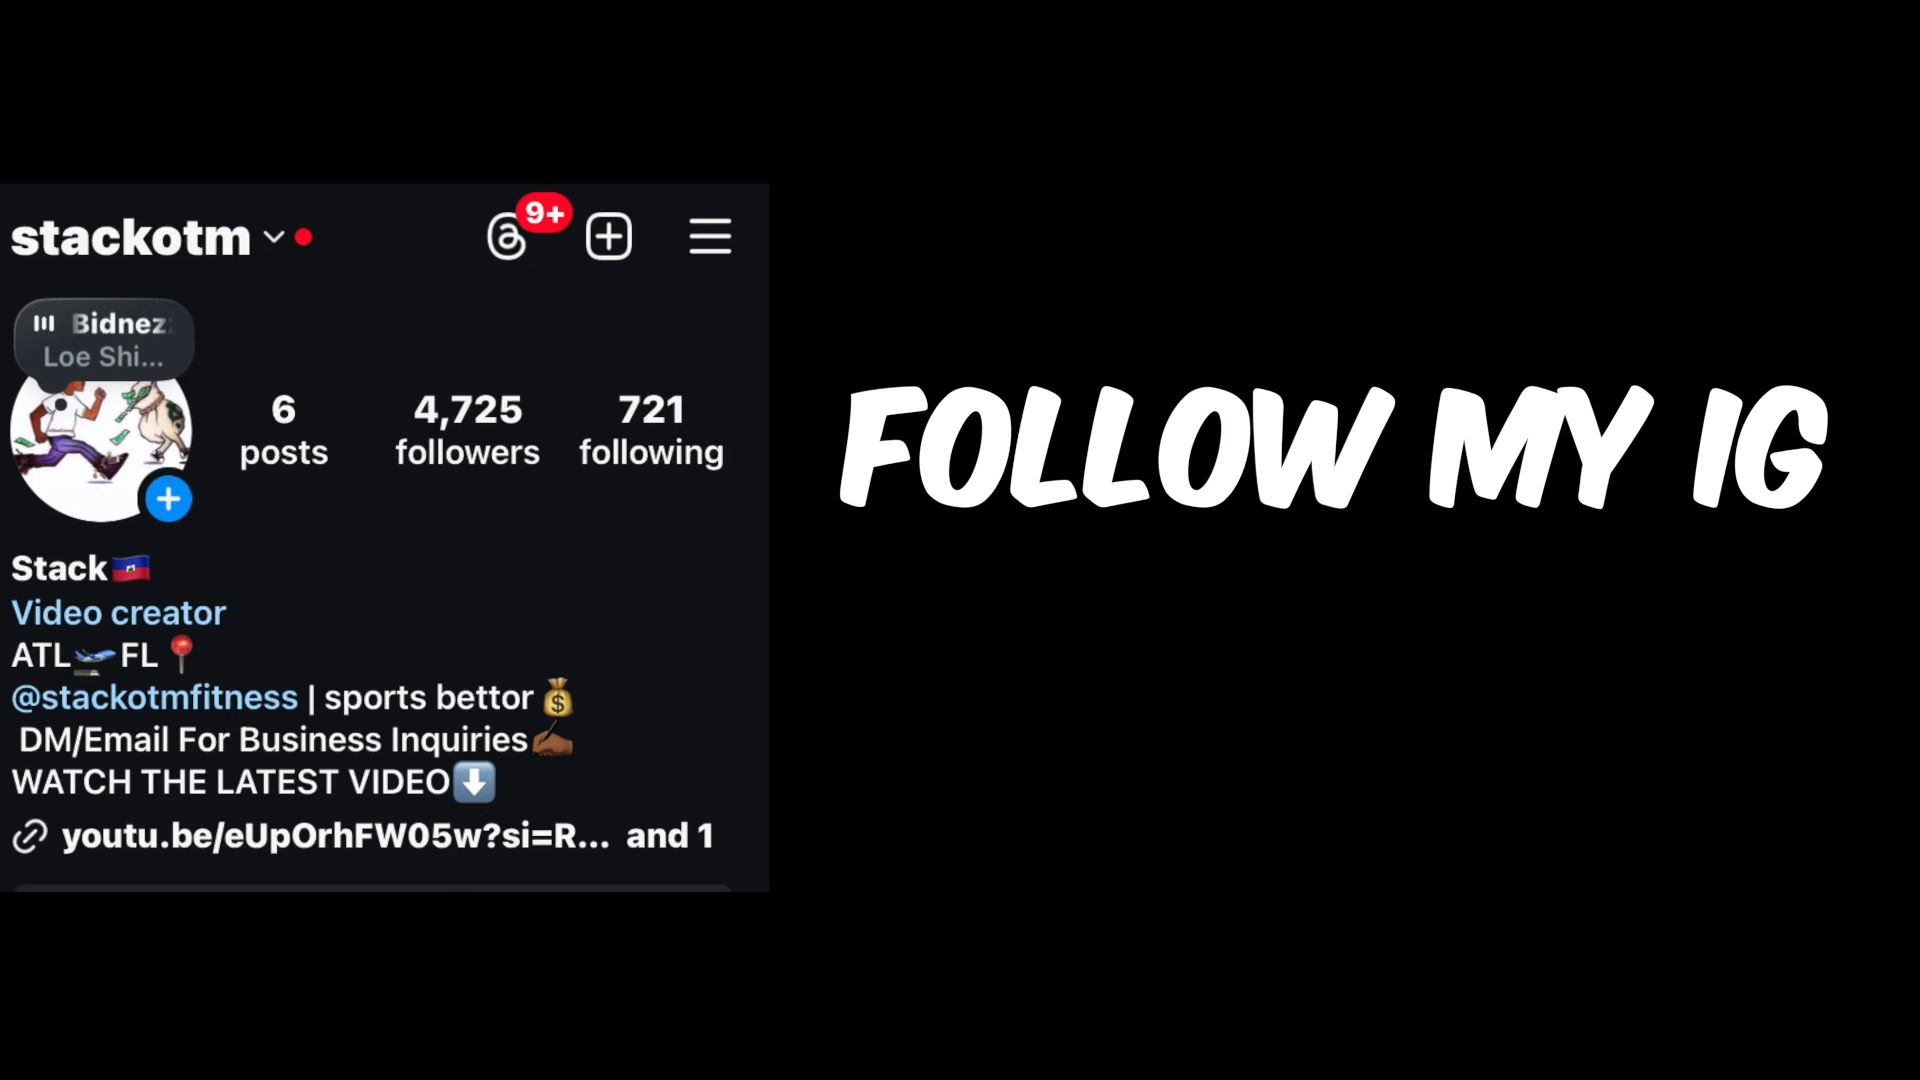 stackotm
9+
Bidnez
Loe Shi...
6 posts
4,725 followers
721 following
Stack🇭🇹
Video creator
ATL🛫FL📍
@stackotmfitness | sports bettor💰
DM/Email For Business Inquiries✍🏾
WATCH THE LATEST VIDEO⬇️
youtu.be/eUpOrhFW05w?si=R... and 1
FOLLOW MY IG